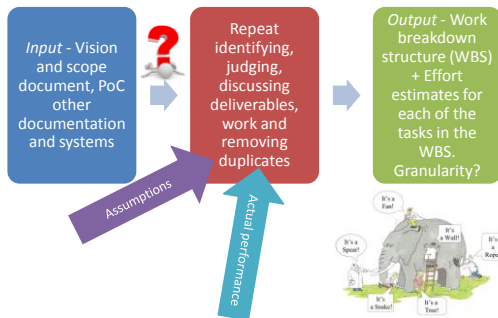 Input - Vision
and scope
document, PoC
other
documentation
and systems
?
Repeat
identifying,
judging,
discussing
deliverables,
work and
removing
duplicates
Output - Work
breakdown
structure (WBS)
+ Effort
estimates for
each of the
tasks in the
WBS.
Granularity?
Assumptions
Actual performance
It's a
Fan!
It's
a Wall!
It's a
Spear!
It's
a
Rope
It's
a Snake!
It's a
Tree!